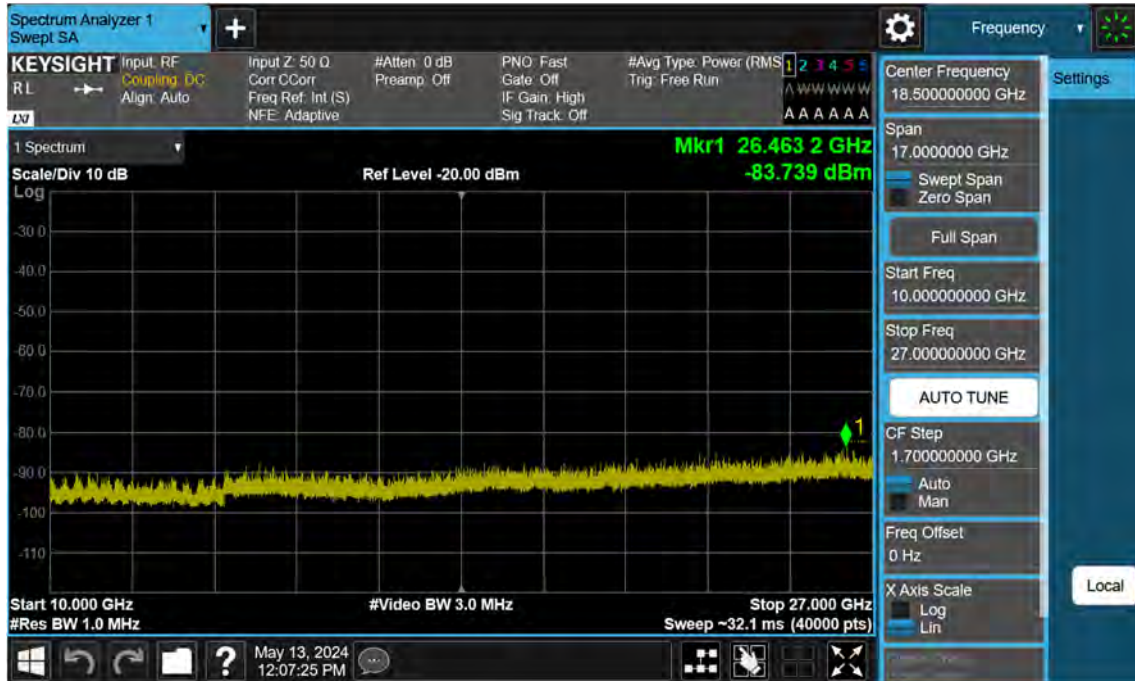 Spectrum Analyzer 1
Swept SA
Frequency
KEYSIGHT
RL
LXI
Input: RF
Coupling: DC
Align: Auto
Input Z: 50 Ω
Corr CCorr
Freq Ref: Int (S)
NFE: Adaptive
#Atten: 0 dB
Preamp: Off
PNO: Fast
Gate: Off
IF Gain: High
Sig Track: Off
#Avg Type: Power (RMS
Trig: Free Run
1 2 3 4 5 6
A W W W W W
A A A A A A
1 Spectrum
Scale/Div 10 dB
Log
Ref Level -20.00 dBm
Mkr1 26.463 2 GHz
-83.739 dBm
-30.0
-40.0
-50.0
-60.0
-70.0
-80.0
-90.0
-100
-110
1
Start 10.000 GHz
#Res BW 1.0 MHz
#Video BW 3.0 MHz
Stop 27.000 GHz
Sweep ~32.1 ms (40000 pts)
May 13, 2024
12:07:25 PM
Center Frequency
18.500000000 GHz
Span
17.0000000 GHz
Swept Span
Zero Span
Full Span
Start Freq
10.000000000 GHz
Stop Freq
27.000000000 GHz
AUTO TUNE
CF Step
1.700000000 GHz
Auto
Man
Freq Offset
0 Hz
X Axis Scale
Log
Lin
Settings
Local